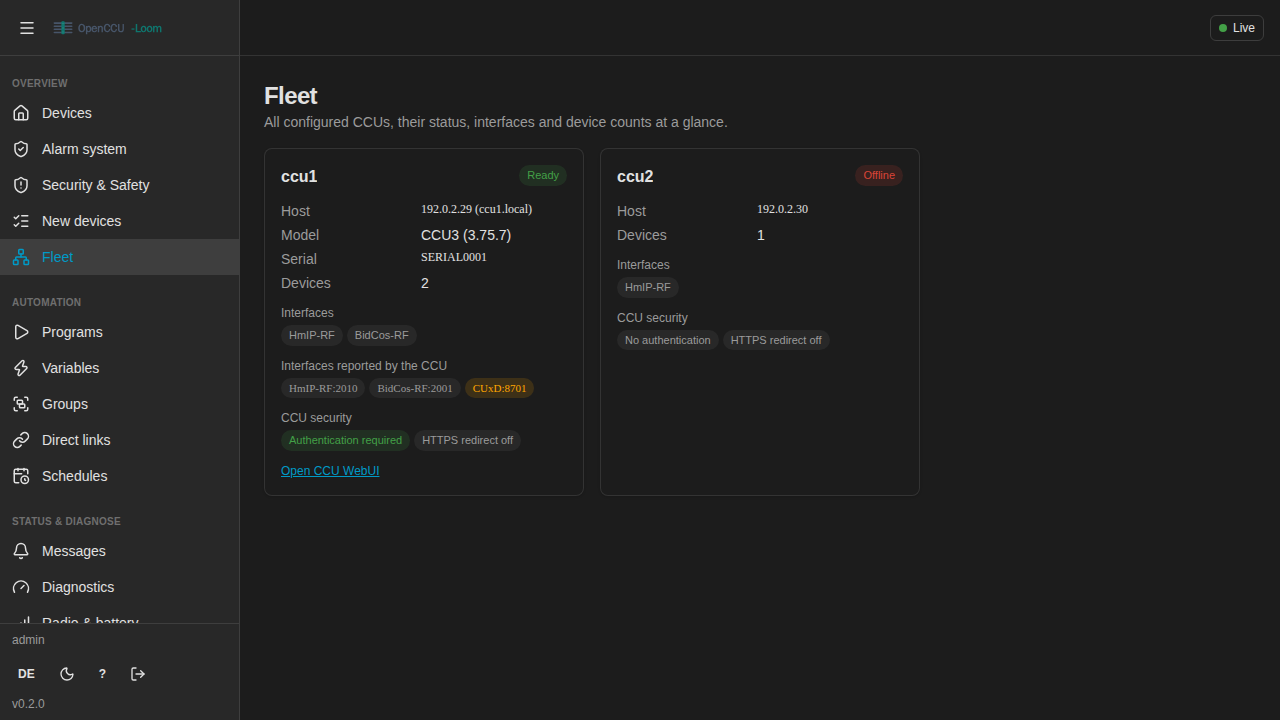 OpenCCU -Loom
Live
OVERVIEW
Devices
Alarm system
Security & Safety
New devices
Fleet
AUTOMATION
Programs
Variables
Groups
Direct links
Schedules
STATUS & DIAGNOSE
Messages
Diagnostics
Radio & battery
admin
DE
?
v0.2.0
Fleet
All configured CCUs, their status, interfaces and device counts at a glance.
ccu1 Ready
Host 192.0.2.29 (ccu1.local)
Model CCU3 (3.75.7)
Serial SERIAL0001
Devices 2
Interfaces
HmIP-RF BidCos-RF
Interfaces reported by the CCU
HmIP-RF:2010 BidCos-RF:2001 CUxD:8701
CCU security
Authentication required HTTPS redirect off
Open CCU WebUI
ccu2 Offline
Host 192.0.2.30
Devices 1
Interfaces
HmIP-RF
CCU security
No authentication HTTPS redirect off